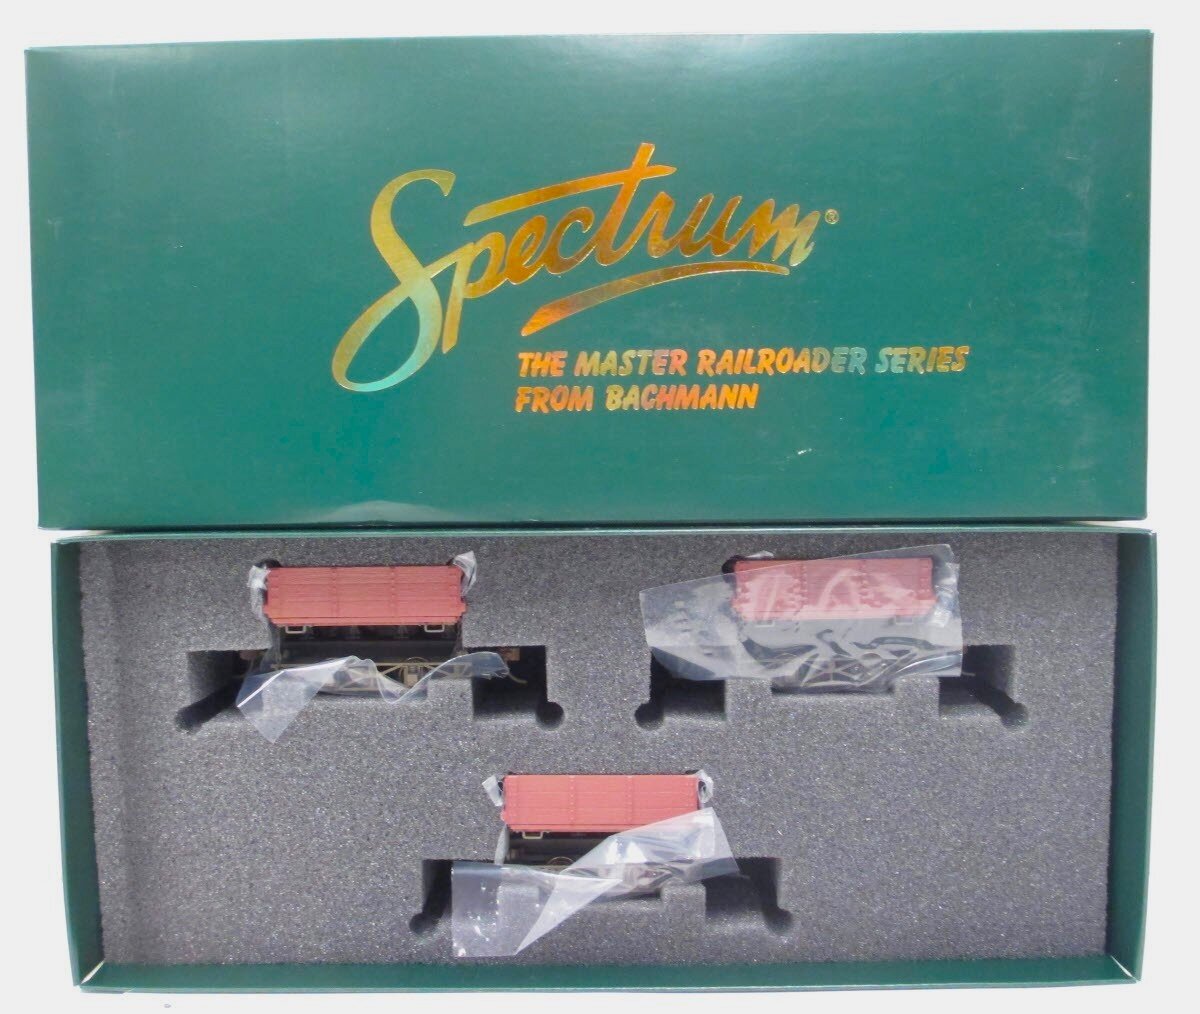 Spectrum®
THE MASTER RAILROADER SERIES
FROM BACHMANN